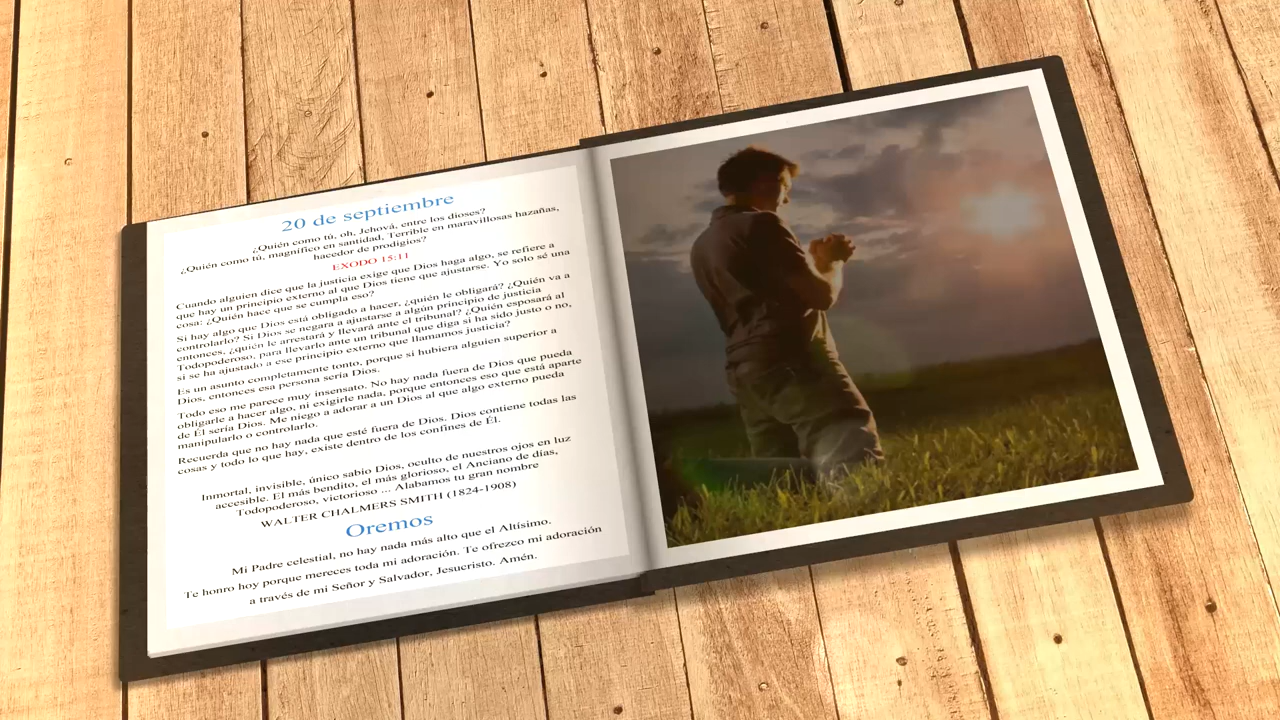 20 de septiembre
¿Quién como tú, oh, Jehová, entre los dioses?
¿Quién como tú, magnífico en santidad, Terrible en maravillosas hazañas,
hacedor de prodigios?
EXODO 15:11
Cuando alguien dice que la justicia exige que Dios haga algo, se refiere a
que hay un principio externo al que Dios tiene que ajustarse. Yo solo sé una
cosa: ¿Quién hace que se cumpla eso?
Si hay algo que Dios está obligado a hacer, ¿quién le obligará? ¿Quién va a
controlarlo? Si Dios se negara a ajustarse a algún principio de justicia
entonces, ¿quién le arrestará y llevará ante el tribunal? ¿Quién esposará al
Todopoderoso, para llevarlo ante un tribunal que diga si ha sido justo o no,
si se ha ajustado a ese principio externo que llamamos justicia?
Es un asunto completamente tonto, porque si hubiera alguien superior a
Dios, entonces esa persona sería Dios.
Todo eso me parece muy insensato. No hay nada fuera de Dios que pueda
obligarle a hacer algo, ni exigirle nada, porque entonces eso que está aparte
de Él sería Dios. Me niego a adorar a un Dios al que algo externo pueda
manipularlo o controlarlo.
Recuerda que no hay nada que esté fuera de Dios. Dios contiene todas las
cosas y todo lo que hay, existe dentro de los confines de Él.
Inmortal, invisible, único sabio Dios, oculto de nuestros ojos en luz
accesible. El más bendito, el más glorioso, el Anciano de días,
Todopoderoso, victorioso ... Alabamos tu gran nombre
WALTER CHALMERS SMITH (1824-1908)
Oremos
Mi Padre celestial, no hay nada más alto que el Altísimo.
Te honro hoy porque mereces toda mi adoración. Te ofrezco mi adoración
a través de mi Señor y Salvador, Jesucristo. Amén.